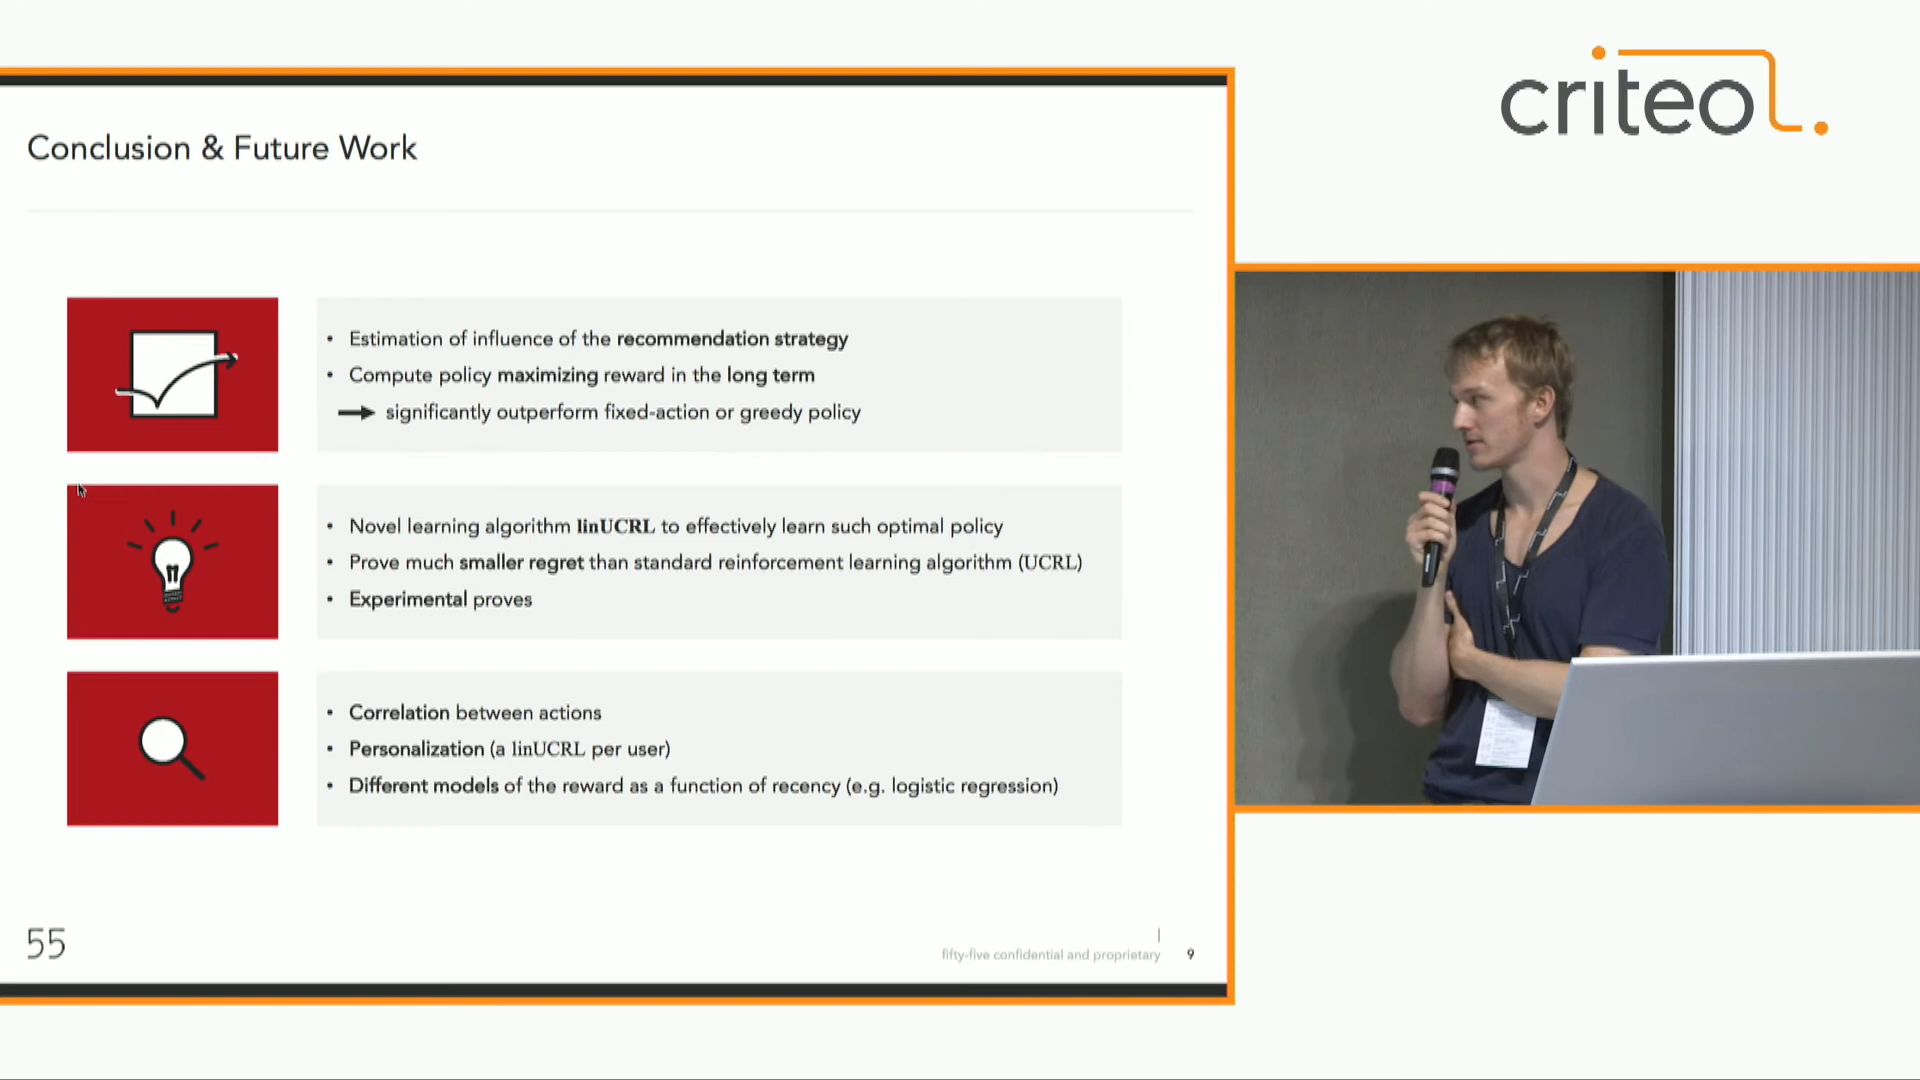 criteo.
Conclusion & Future Work
• Estimation of influence of the recommendation strategy
• Compute policy maximizing reward in the long term
significantly outperform fixed-action or greedy policy
• Novel learning algorithm linUCRL to effectively learn such optimal policy
• Prove much smaller regret than standard reinforcement learning algorithm (UCRL)
• Experimental proves
• Correlation between actions
• Personalization (a linUCRL per user)
• Different models of the reward as a function of recency (e.g. logistic regression)
55
fifty-five confidential and proprietary
9